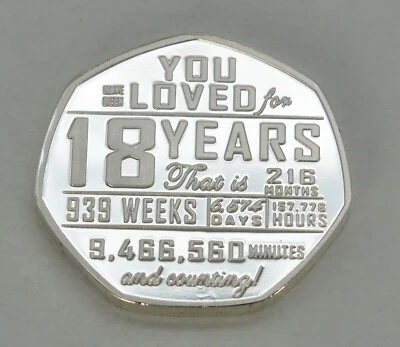 YOU
HAVE BEEN LOVED for
18 YEARS
That is 216 MONTHS
939 WEEKS 6,574 DAYS 157,776 HOURS
9,466,560 MINUTES
and counting!